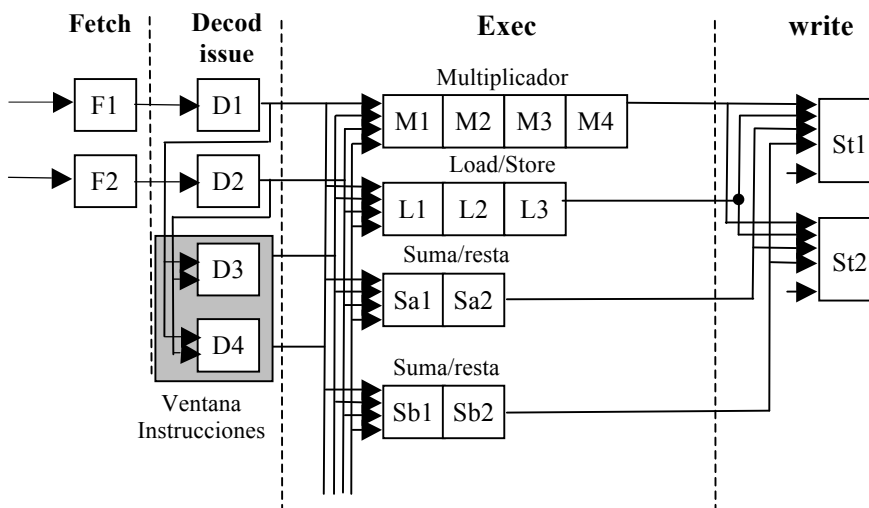 Fetch
Decod
issue
Exec
write
Multiplicador
F1
D1
M1 M2 M3 M4
St1
F2
D2
Load/Store
L1 L2 L3
Suma/resta
D3
Sa1 Sa2
St2
D4
Suma/resta
Sb1 Sb2
Ventana
Instrucciones